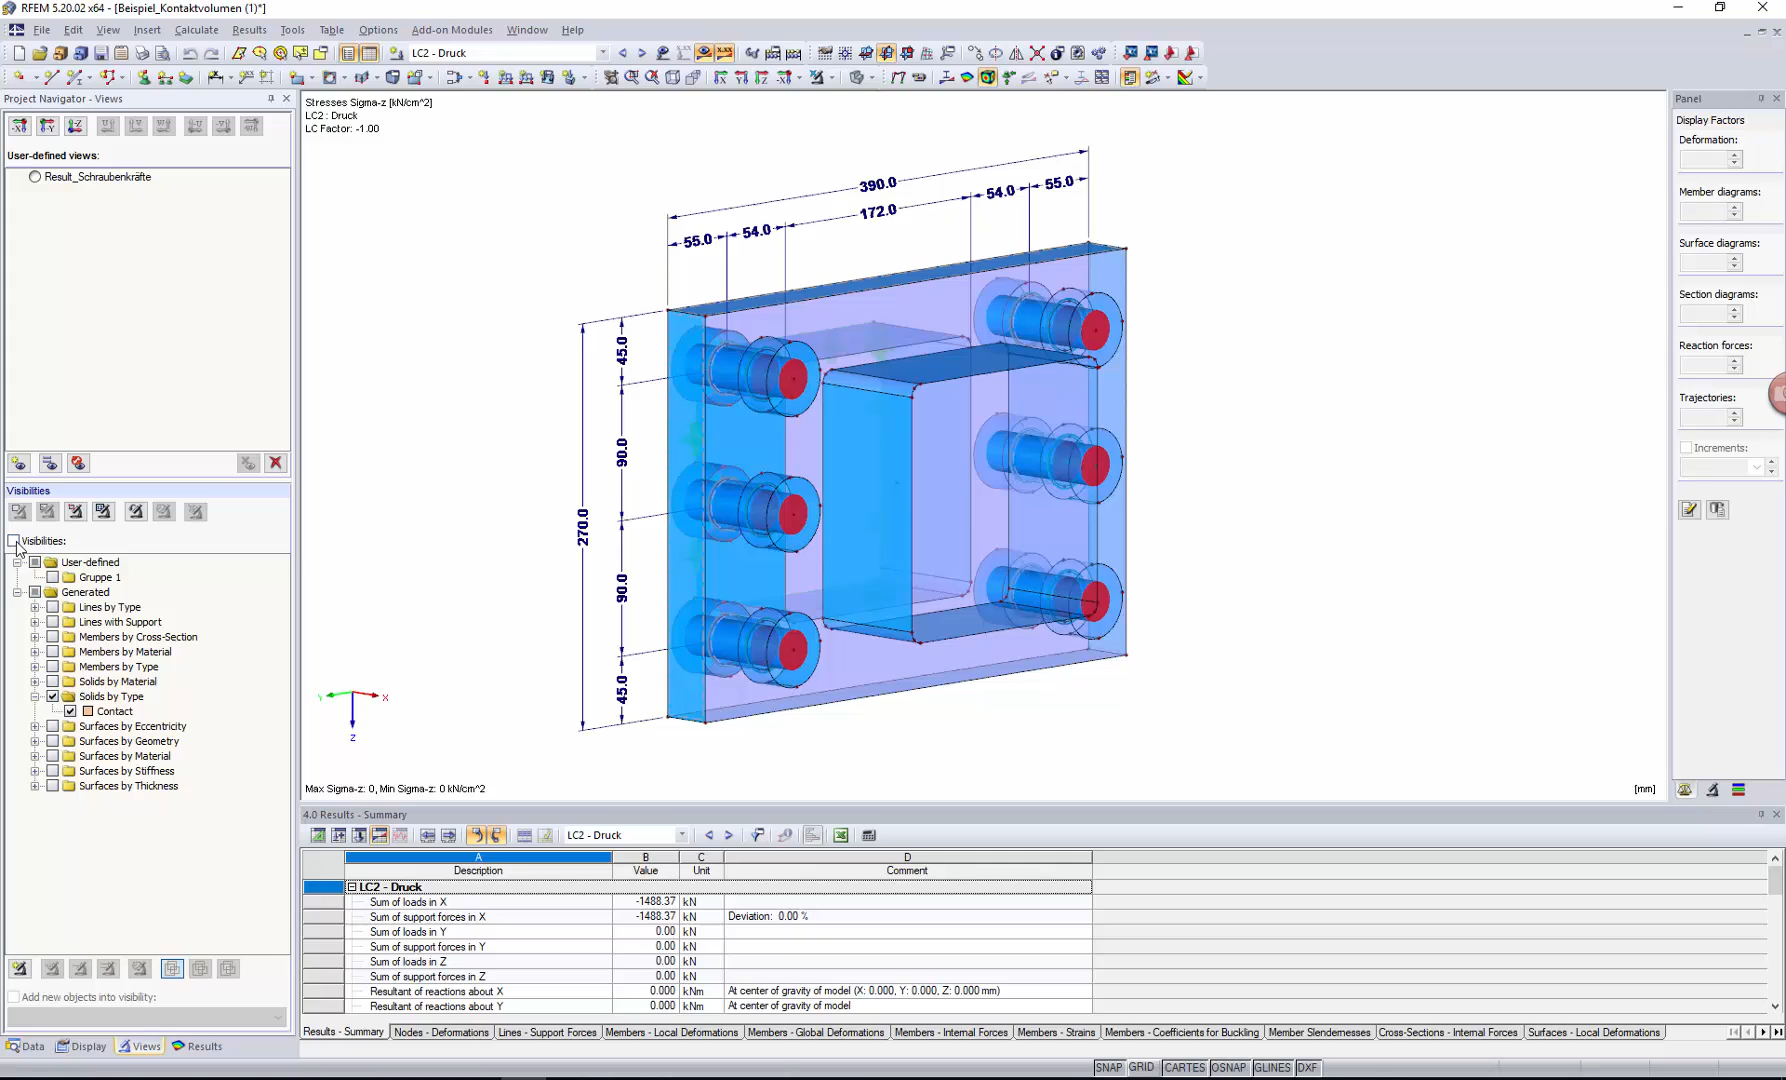 RFEM 5.20.02 x64 - [Beispiel_Kontaktvolumen (1)*]
File Edit View Insert Calculate Results Tools Table Options Add-on Modules Window Help
LC2 - Druck
Project Navigator - Views
User-defined views:
Result_Schraubenkräfte
Visibilities
Visibilities:
User-defined
Gruppe 1
Generated
Lines by Type
Lines with Support
Members by Cross-Section
Members by Material
Members by Type
Solids by Material
Solids by Type
Contact
Surfaces by Eccentricity
Surfaces by Geometry
Surfaces by Material
Surfaces by Stiffness
Surfaces by Thickness
Add new objects into visibility:
Data Display Views Results
Stresses Sigma-z [kN/cm^2]
LC2 : Druck
LC Factor: -1.00
390.0
55.0 54.0 172.0 54.0 55.0
45.0
90.0
270.0
90.0
45.0
Y X
Z
Max Sigma-z: 0, Min Sigma-z: 0 kN/cm^2
[mm]
Panel
Display Factors
Deformation:
Member diagrams:
Surface diagrams:
Section diagrams:
Reaction forces:
Trajectories:
Increments:
4.0 Results - Summary
LC2 - Druck
A B C D
Description Value Unit Comment
LC2 - Druck
Sum of loads in X -1488.37 kN
Sum of support forces in X -1488.37 kN Deviation: 0.00 %
Sum of loads in Y 0.00 kN
Sum of support forces in Y 0.00 kN
Sum of loads in Z 0.00 kN
Sum of support forces in Z 0.00 kN
Resultant of reactions about X 0.000 kNm At center of gravity of model (X: 0.000, Y: 0.000, Z: 0.000 mm)
Resultant of reactions about Y 0.000 kNm At center of gravity of model
Results - Summary Nodes - Deformations Lines - Support Forces Members - Local Deformations Members - Global Deformations Members - Internal Forces Members - Strains Members - Coefficients for Buckling Member Slendernesses Cross-Sections - Internal Forces Surfaces - Local Deformations
SNAP GRID CARTES OSNAP GLINES DXF